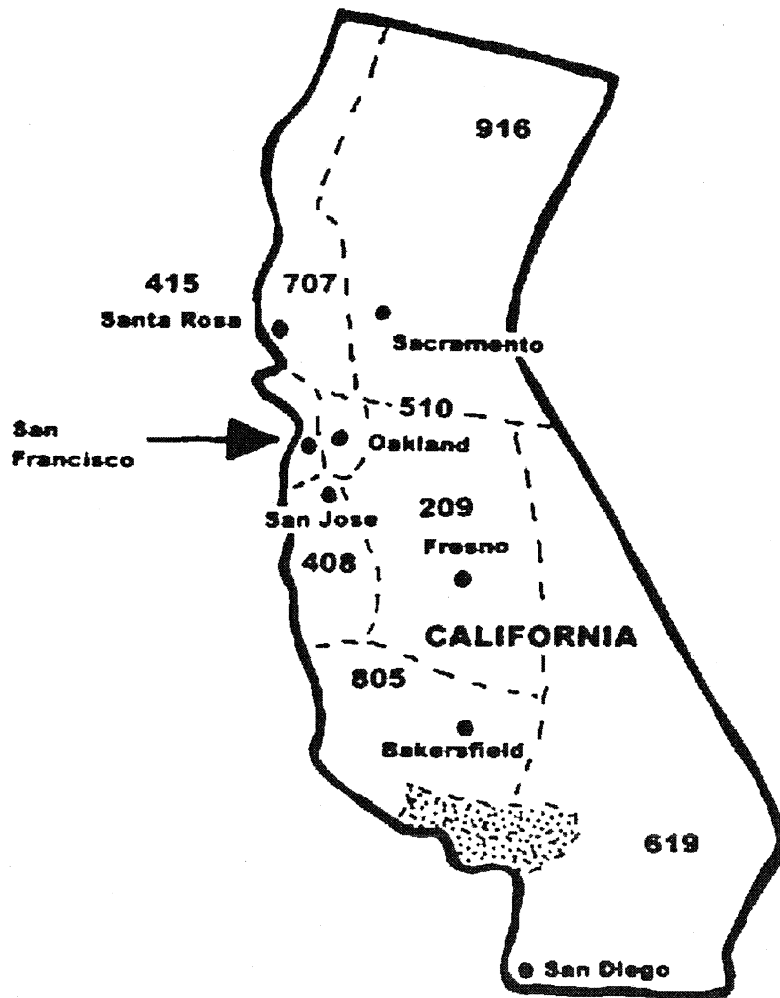 916
415
707
Santa Rosa
Sacramento
510
San
Francisco
Oakland
San Jose
209
Fresno
408
CALIFORNIA
805
Bakersfield
619
San Diego